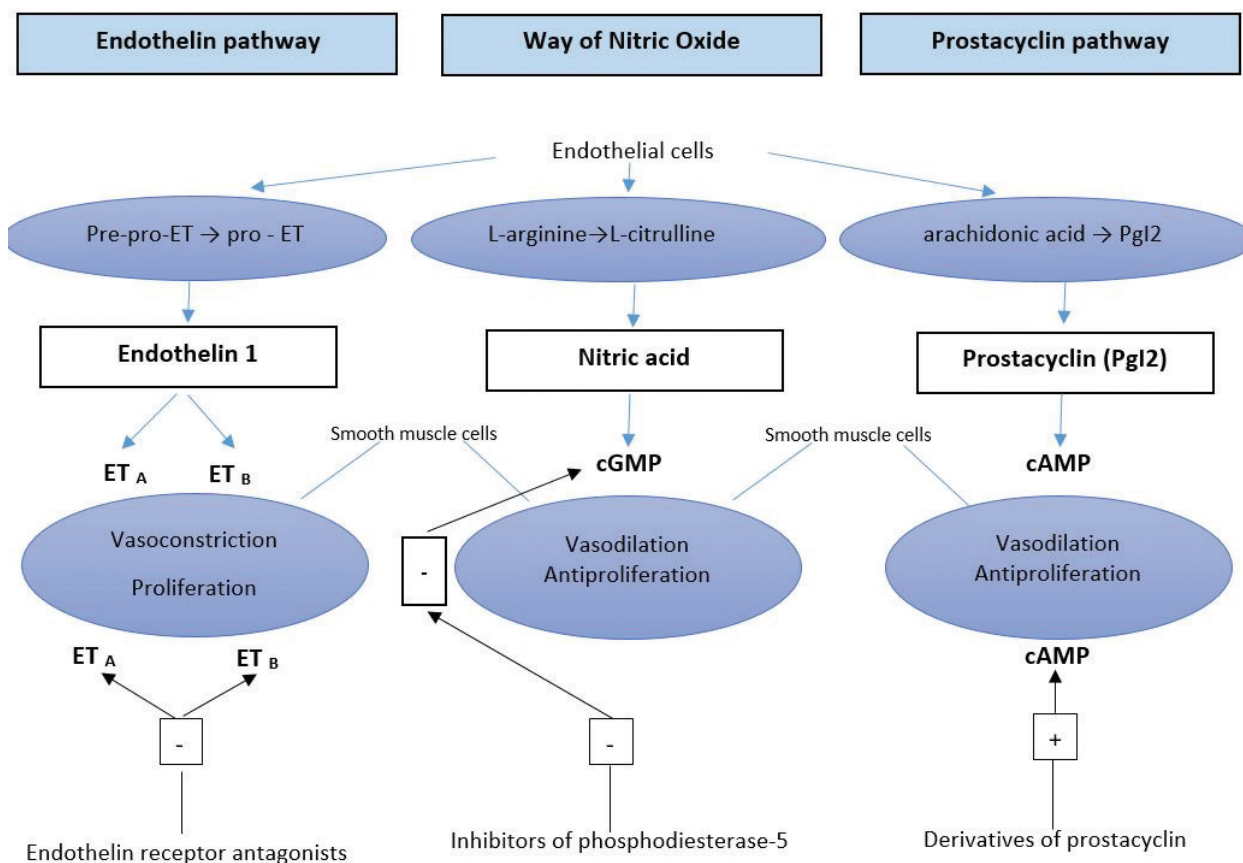 Endothelin pathway
Way of Nitric Oxide
Prostacyclin pathway
Endothelial cells
Pre-pro-ET → pro - ET
L-arginine→L-citrulline
arachidonic acid → PgI2
Endothelin 1
Nitric acid
Prostacyclin (PgI2)
Smooth muscle cells
Smooth muscle cells
ET A
ET B
cGMP
cAMP
Vasoconstriction
Proliferation
-
Vasodilation
Antiproliferation
Vasodilation
Antiproliferation
ET A
ET B
cAMP
-
-
+
Endothelin receptor antagonists
Inhibitors of phosphodiesterase-5
Derivatives of prostacyclin